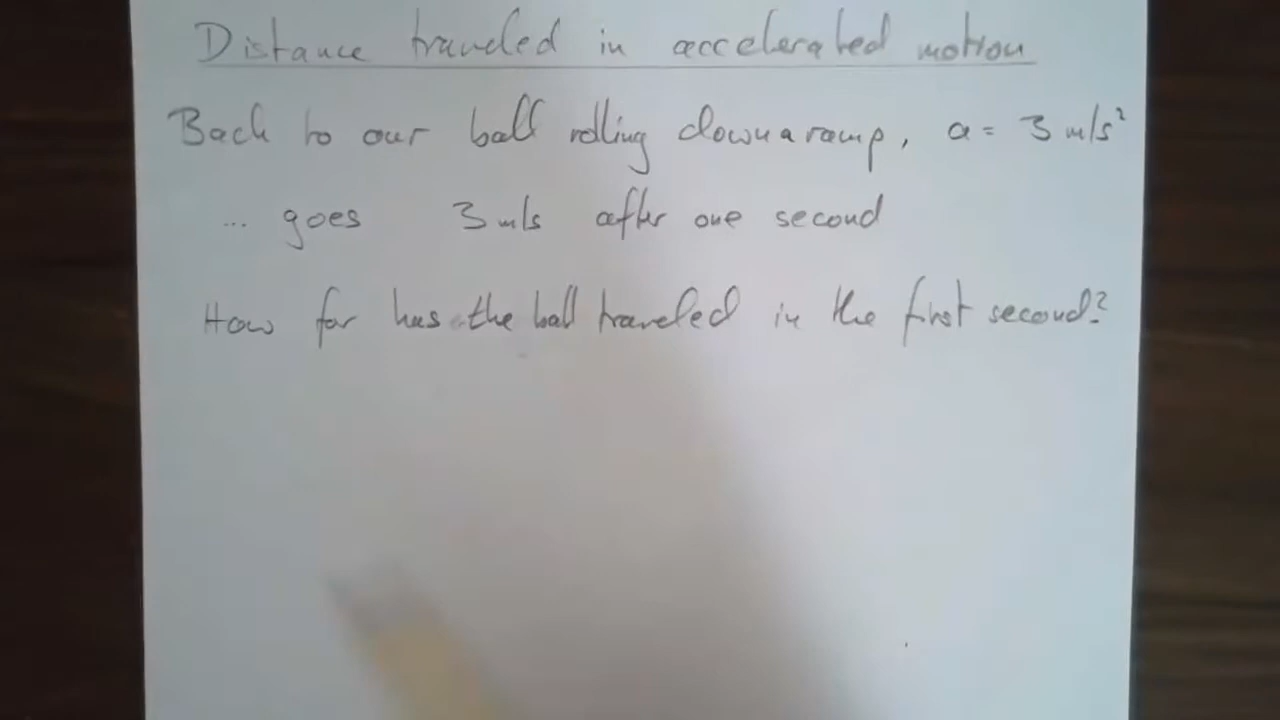 Distance traveled in accelerated motion
Back to our ball rolling down a ramp, a = 3 m/s²
... goes 3 m/s after one second
How far has the ball traveled in the first second?